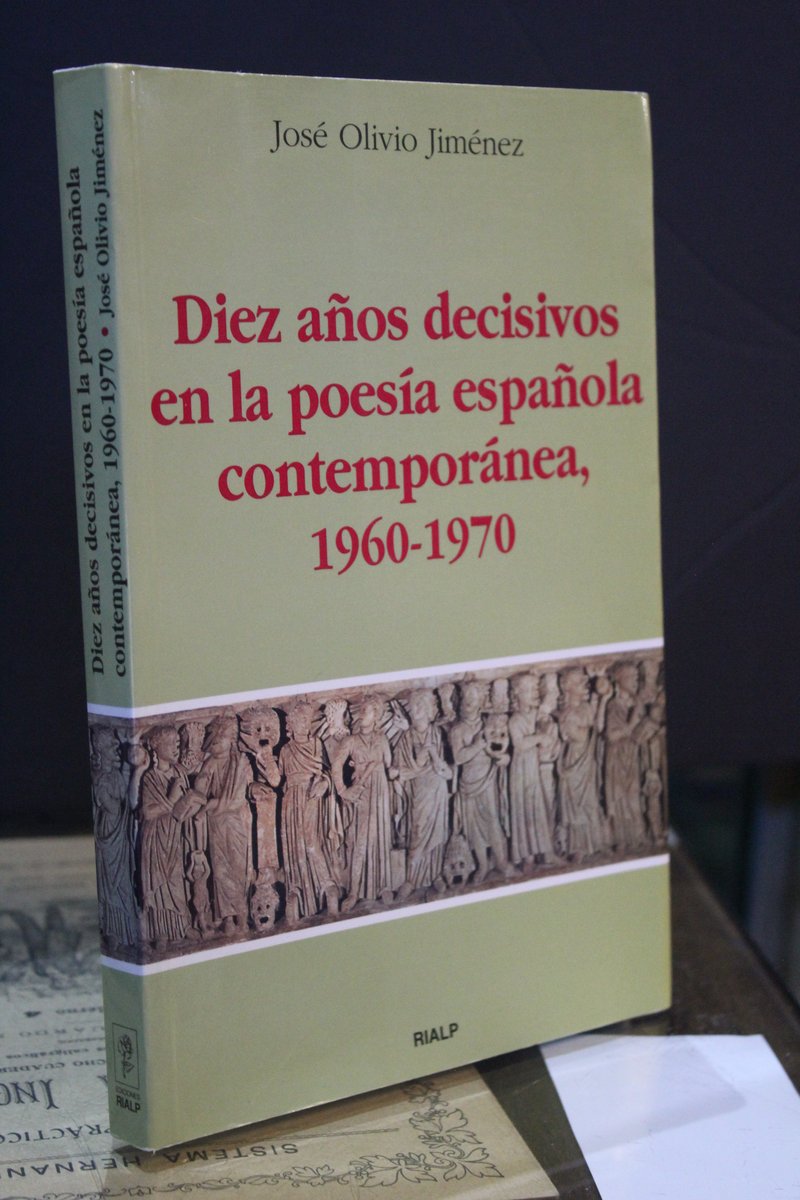 José Olivio Jiménez
Diez años decisivos
en la poesía española
contemporánea,
1960-1970
RIALP
Diez años decisivos en la poesía española
contemporánea, 1960-1970 • José Olivio Jiménez
EDICIONES
RIALP
SISTEMA HERNAN